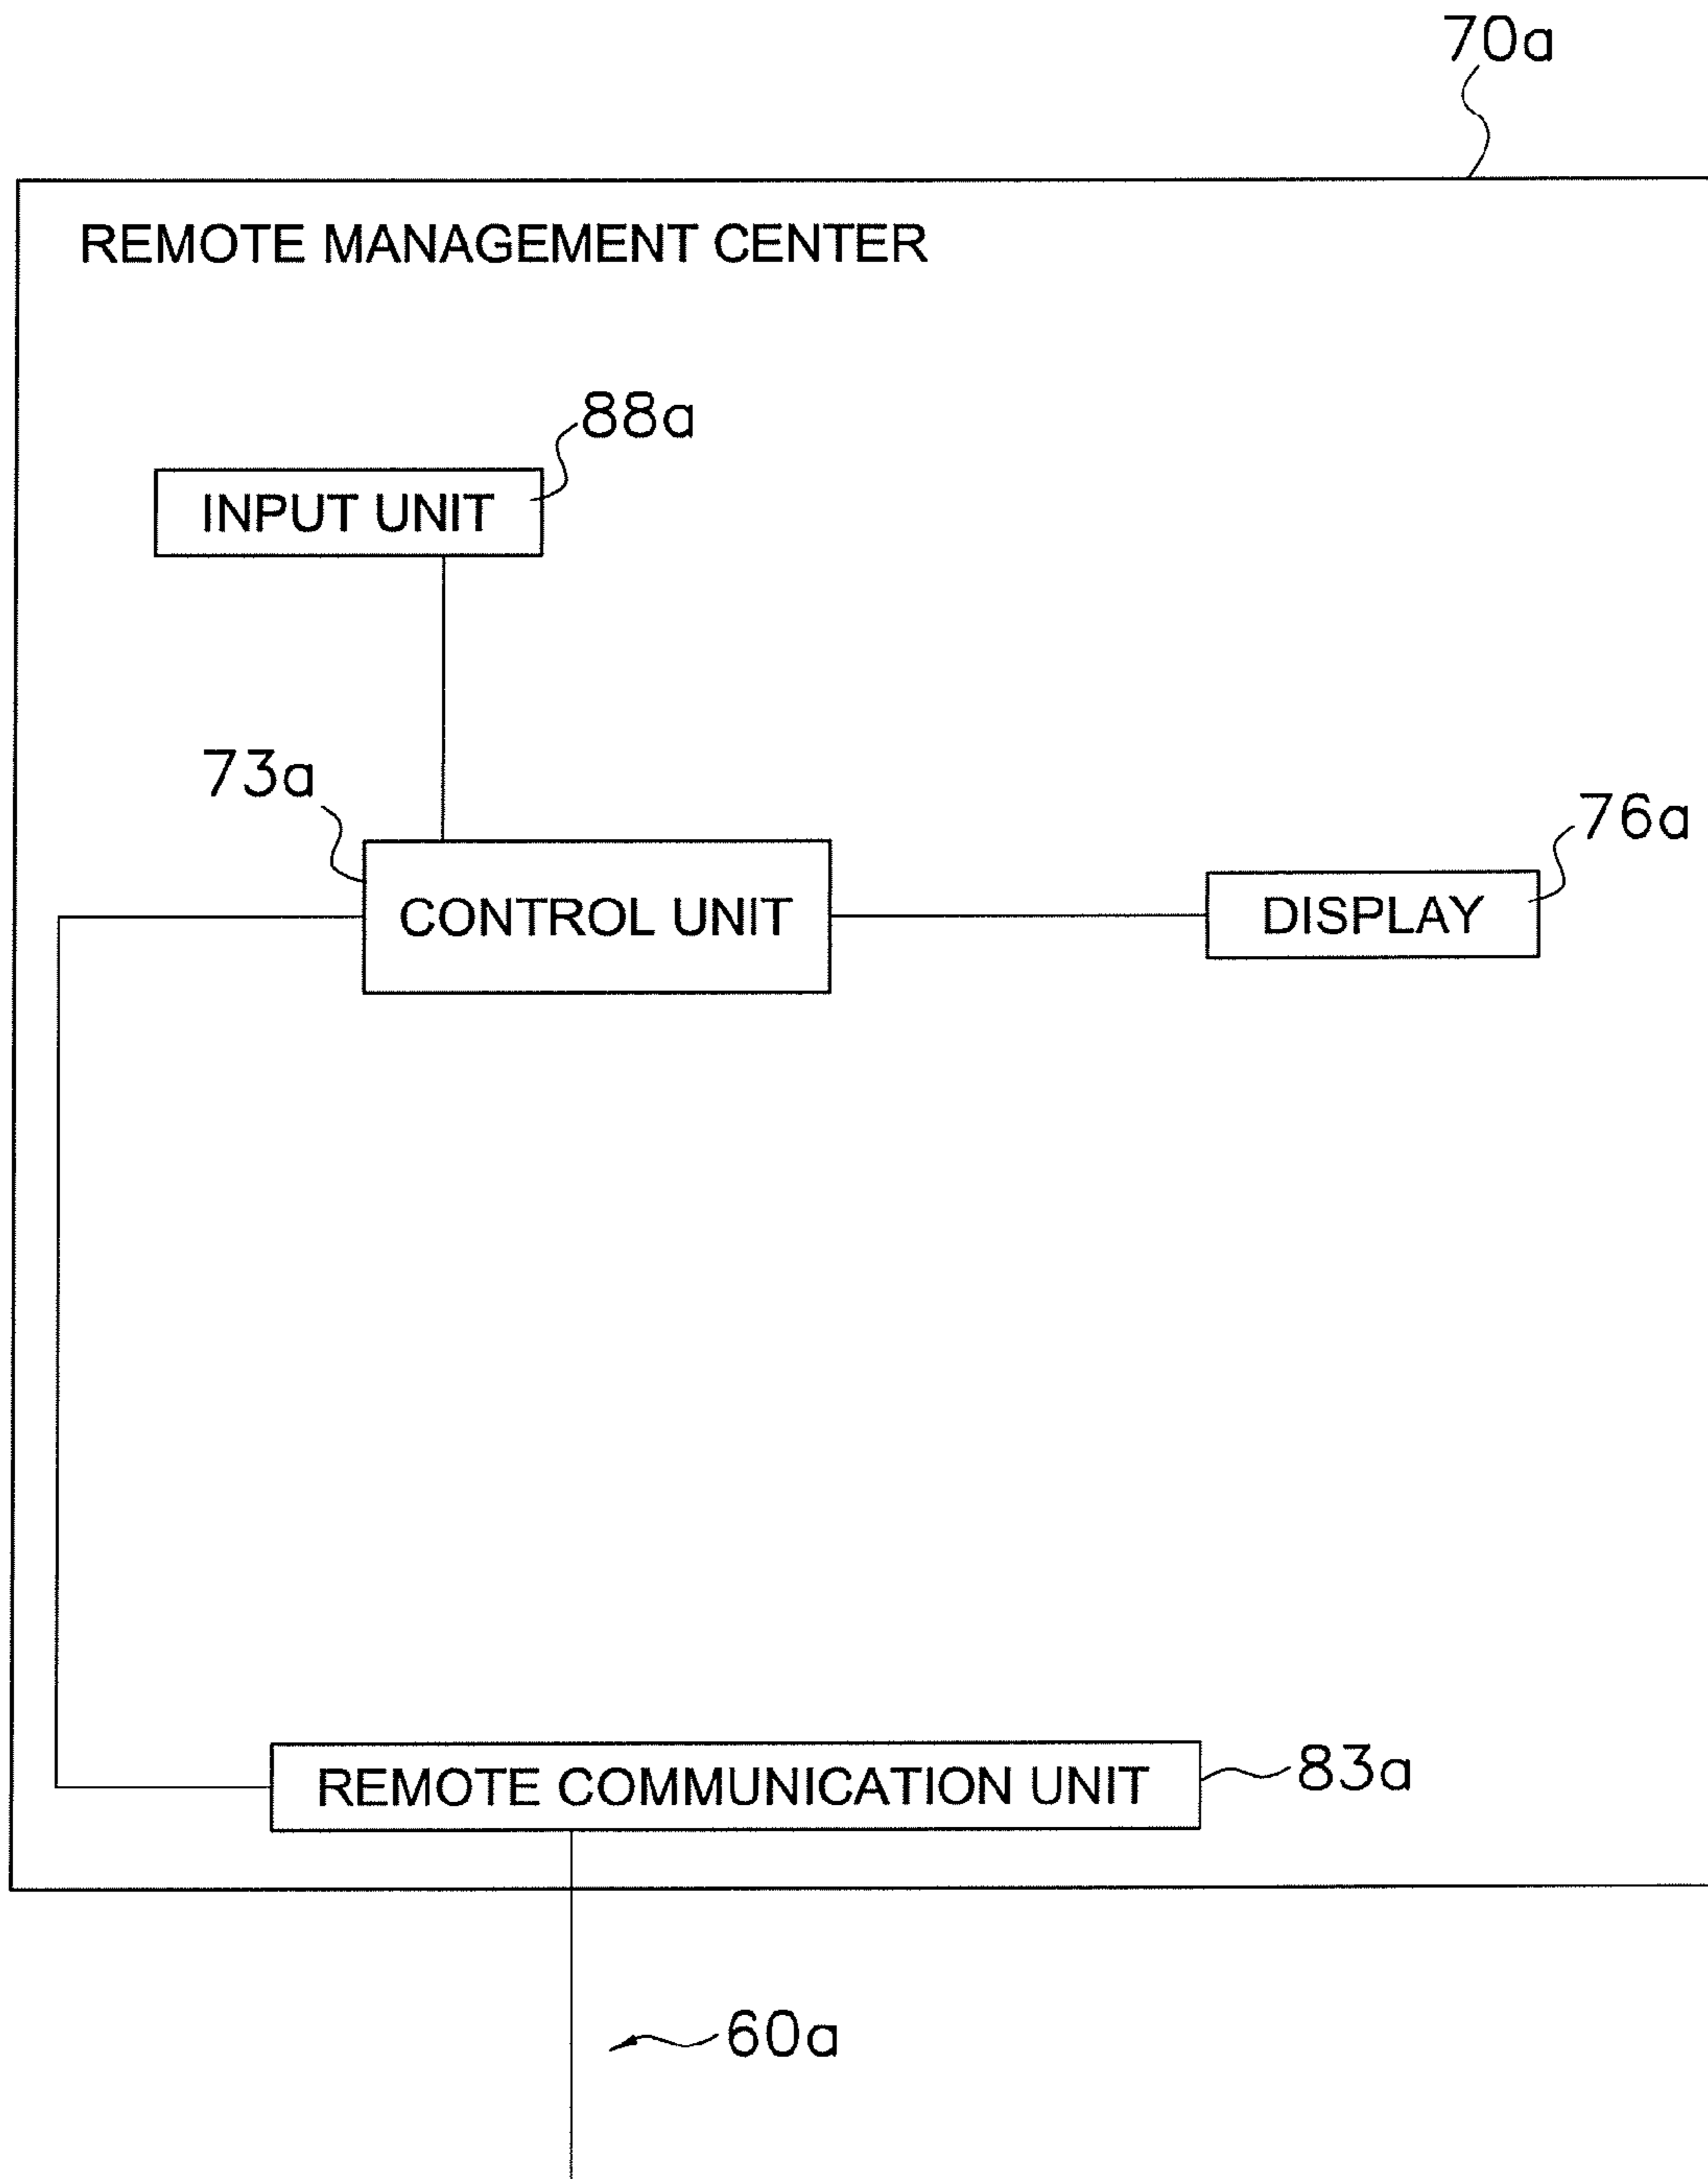 70a
REMOTE MANAGEMENT CENTER
88a
INPUT UNIT
73a
76a
CONTROL UNIT
DISPLAY
REMOTE COMMUNICATION UNIT
83a
60a